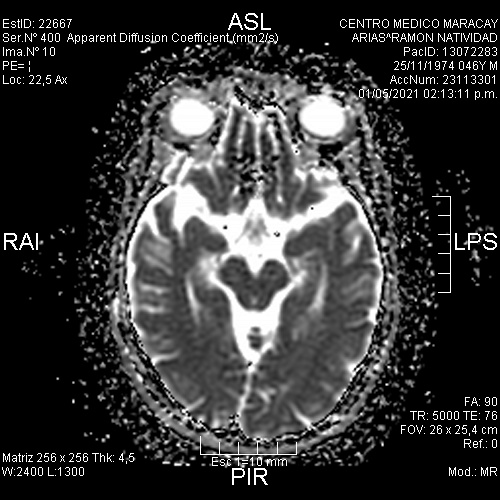 EstID: 22667
Ser.Nº 400 Apparent Diffusion Coefficient,(mm2/s)
Ima.Nº 10
PE= ¦
Loc: 22,5 Ax
ASL
CENTRO MEDICO MARACAY
ARIAS^RAMON NATIVIDAD
PacID: 13072283
25/11/1974 046Y M
AccNum: 23113301
01/05/2021 02:13:11 p.m.
RAI
LPS
FA: 90
TR: 5000 TE: 76
FOV: 26 x 25,4 cm
Ref.: 0
Matriz 256 x 256 Thk: 4,5
W:2400 L:1300
Esc 1=10 mm
PIR
Mod.: MR